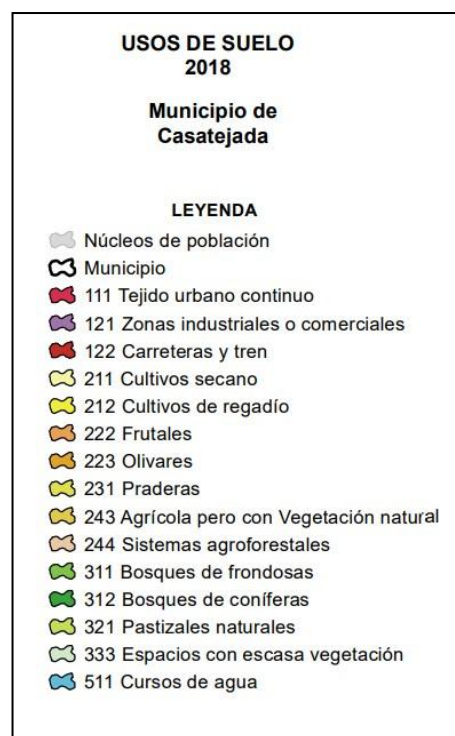 USOS DE SUELO
2018
Municipio de
Casatejada
LEYENDA
Núcleos de población
Municipio
111 Tejido urbano continuo
121 Zonas industriales o comerciales
122 Carreteras y tren
211 Cultivos secano
212 Cultivos de regadío
222 Frutales
223 Olivares
231 Praderas
243 Agrícola pero con Vegetación natural
244 Sistemas agroforestales
311 Bosques de frondosas
312 Bosques de coníferas
321 Pastizales naturales
333 Espacios con escasa vegetación
511 Cursos de agua